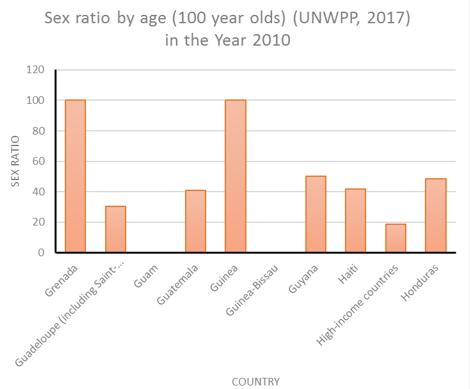 Sex ratio by age (100 year olds) (UNWPP, 2017)
in the Year 2010
120
100
80
60
40
20
0
SEX RATIO
Grenada
Guadeloupe (including Saint-...
Guam
Guatemala
Guinea
Guinea-Bissau
Guyana
Haiti
High-income countries
Honduras
COUNTRY